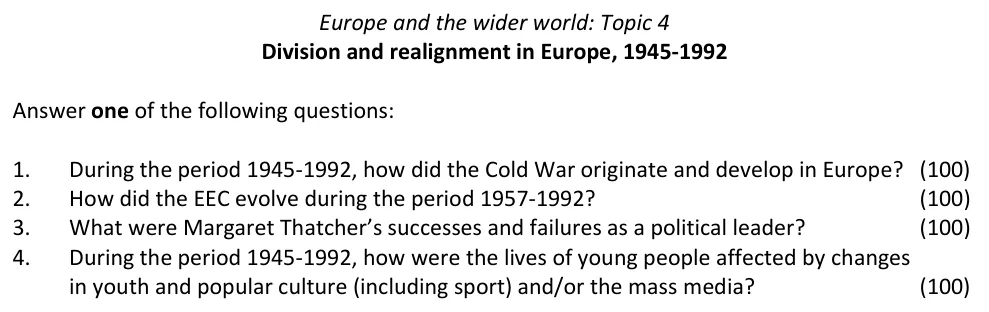 Europe and the wider world: Topic 4
Division and realignment in Europe, 1945-1992
Answer one of the following questions:
1. During the period 1945-1992, how did the Cold War originate and develop in Europe? (100)
2. How did the EEC evolve during the period 1957-1992? (100)
3. What were Margaret Thatcher’s successes and failures as a political leader? (100)
4. During the period 1945-1992, how were the lives of young people affected by changes
in youth and popular culture (including sport) and/or the mass media? (100)